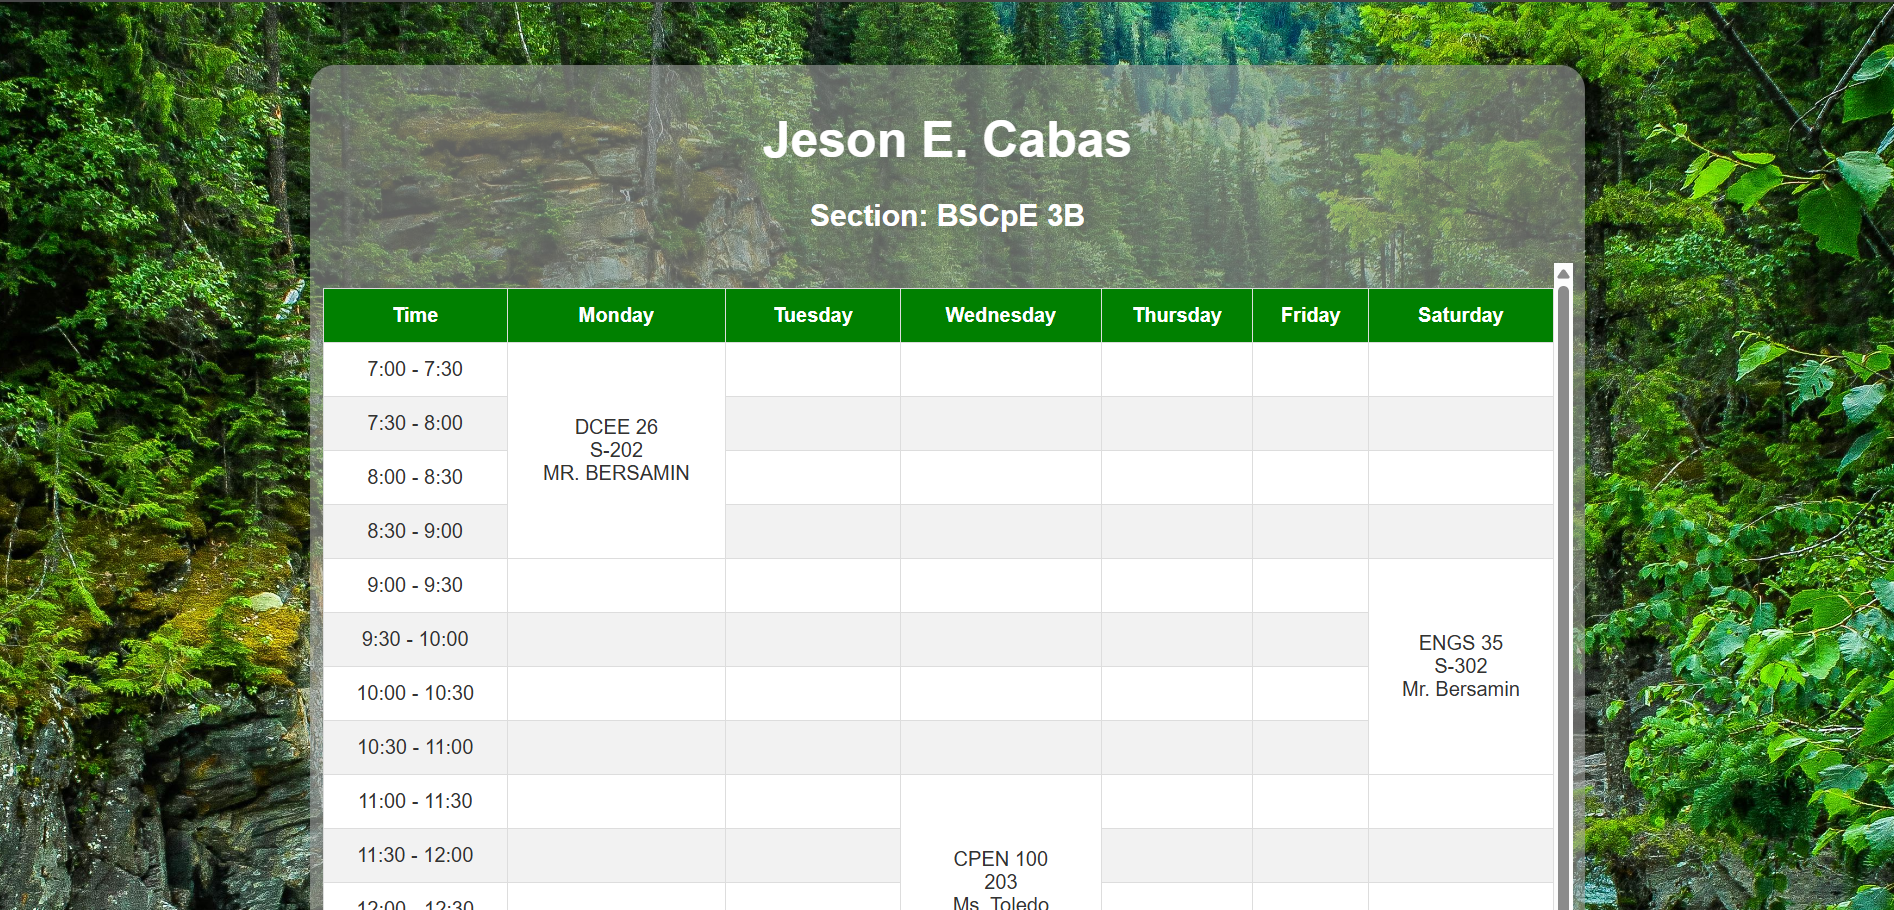 Jeson E. Cabas
Section: BSCpE 3B
Time Monday Tuesday Wednesday Thursday Friday Saturday
7:00 - 7:30
DCEE 26
S-202
MR. BERSAMIN
7:30 - 8:00
8:00 - 8:30
8:30 - 9:00
9:00 - 9:30
ENGS 35
S-302
Mr. Bersamin
9:30 - 10:00
10:00 - 10:30
10:30 - 11:00
11:00 - 11:30
CPEN 100
203
Ms. Toledo
11:30 - 12:00
12:00 - 12:30